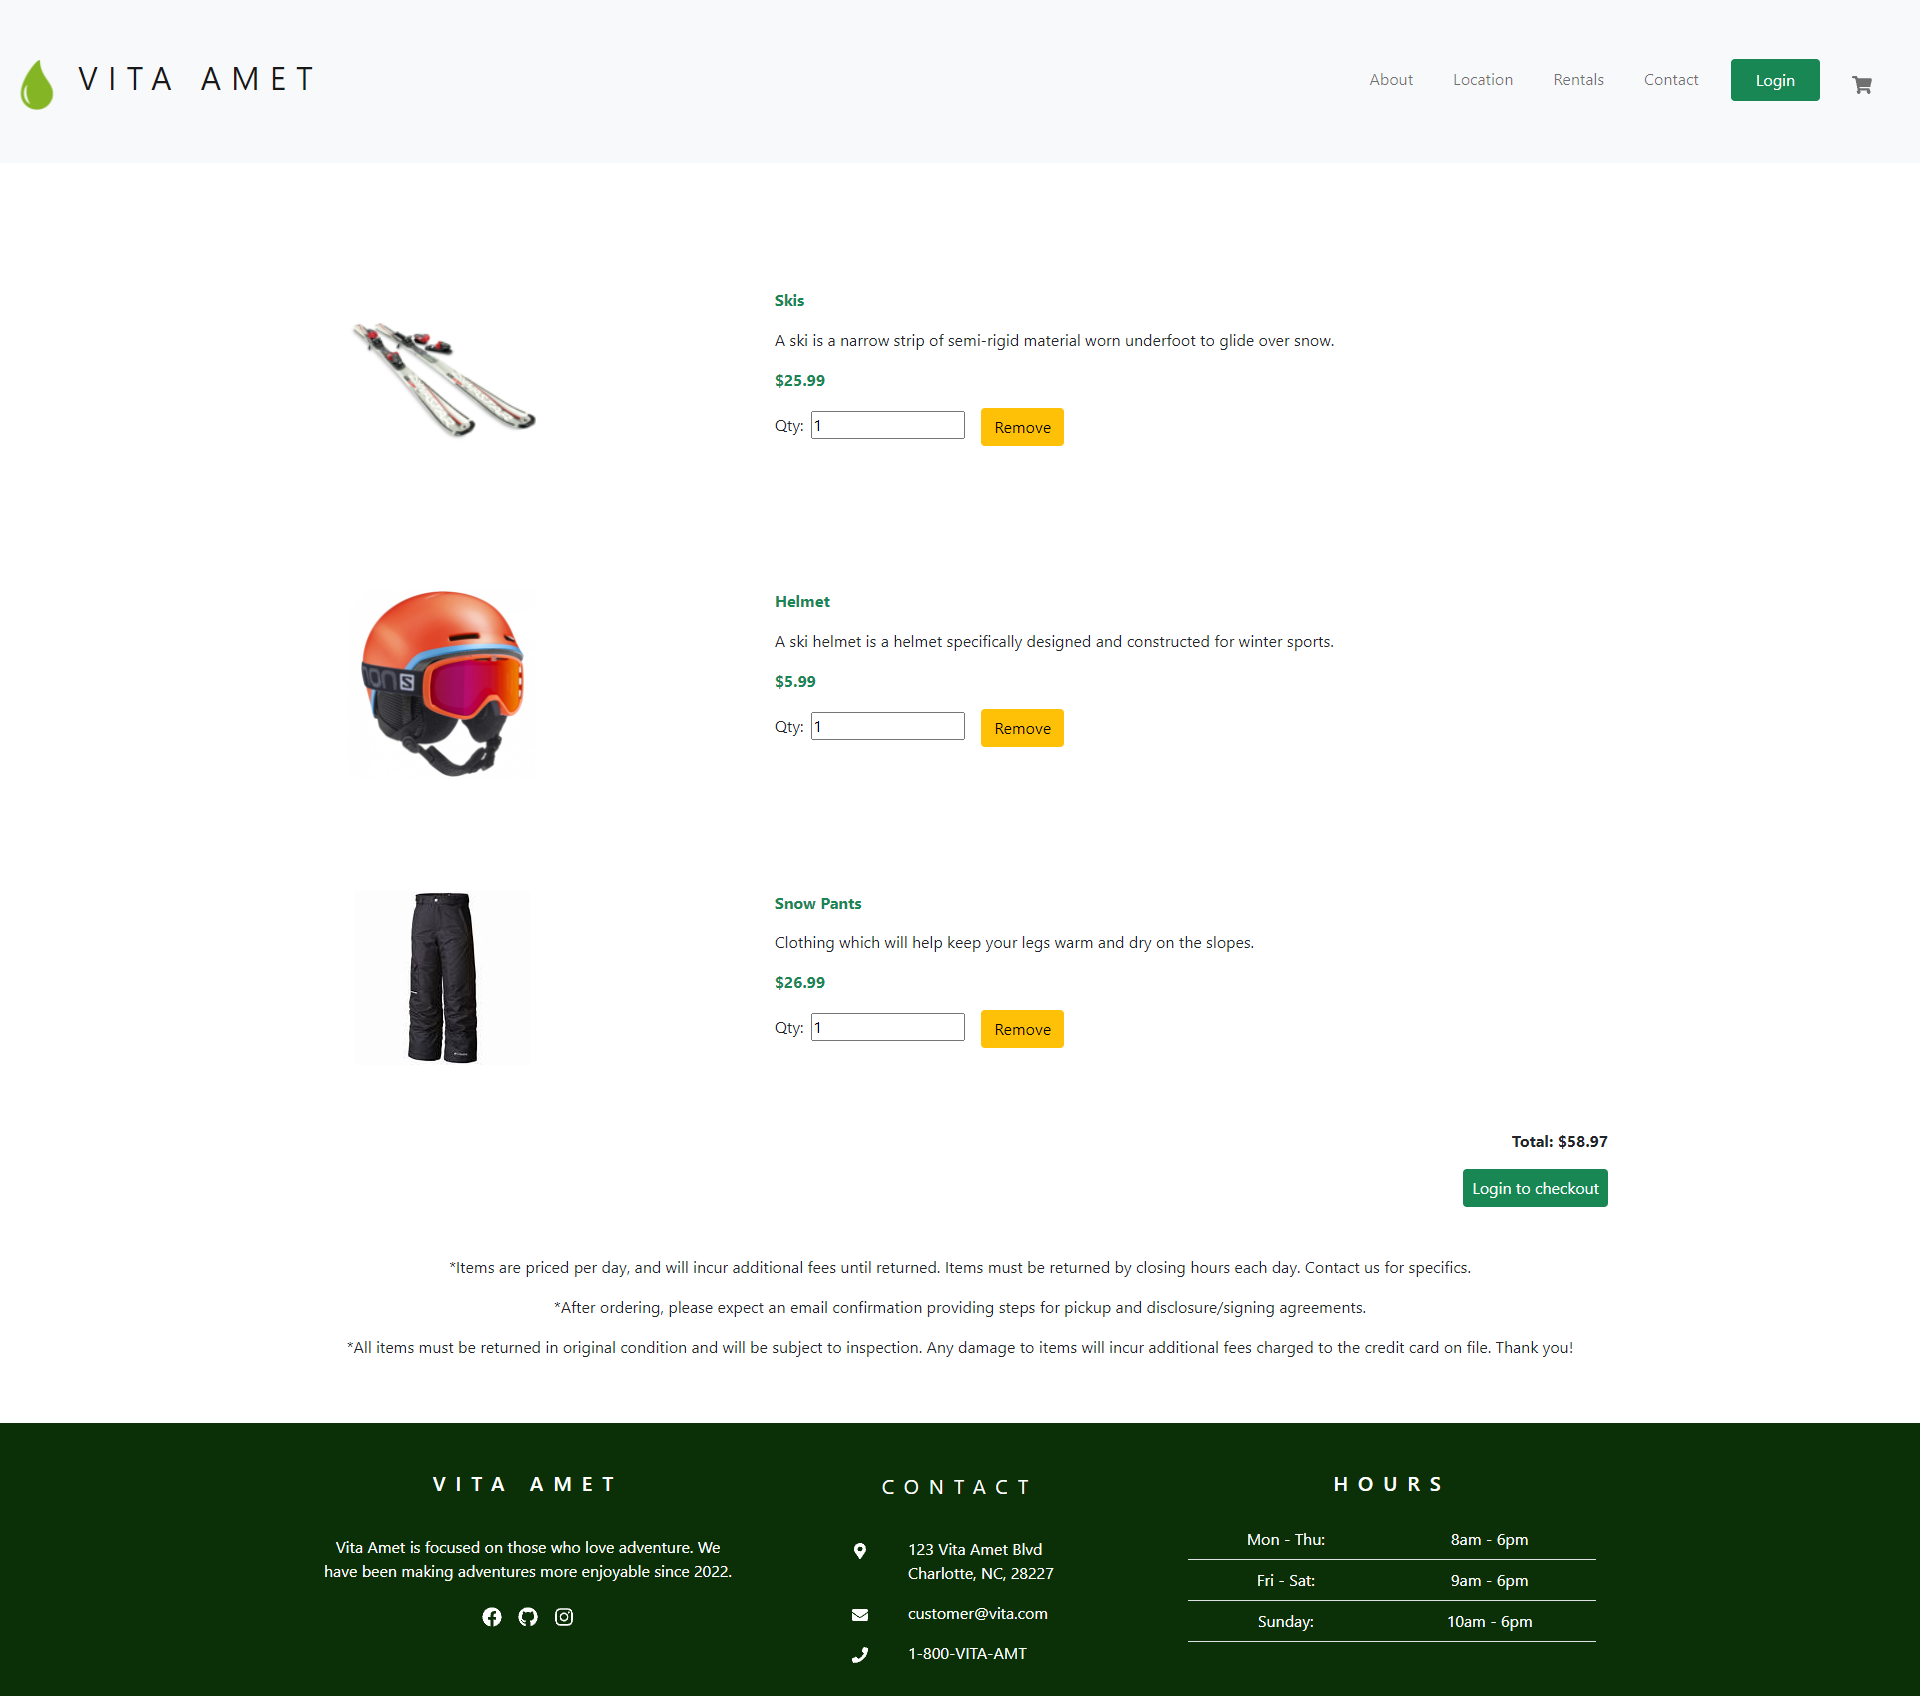 VITA AMET
About
Location
Rentals
Contact
Login
Skis
A ski is a narrow strip of semi-rigid material worn underfoot to glide over snow.
$25.99
Qty: 1 Remove
Helmet
A ski helmet is a helmet specifically designed and constructed for winter sports.
$5.99
Qty: 1 Remove
Snow Pants
Clothing which will help keep your legs warm and dry on the slopes.
$26.99
Qty: 1 Remove
Total: $58.97
Login to checkout
*Items are priced per day, and will incur additional fees until returned. Items must be returned by closing hours each day. Contact us for specifics.
*After ordering, please expect an email confirmation providing steps for pickup and disclosure/signing agreements.
*All items must be returned in original condition and will be subject to inspection. Any damage to items will incur additional fees charged to the credit card on file. Thank you!
VITA AMET
Vita Amet is focused on those who love adventure. We
have been making adventures more enjoyable since 2022.
CONTACT
123 Vita Amet Blvd
Charlotte, NC, 28227
customer@vita.com
1-800-VITA-AMT
HOURS
Mon - Thu: 8am - 6pm
Fri - Sat: 9am - 6pm
Sunday: 10am - 6pm